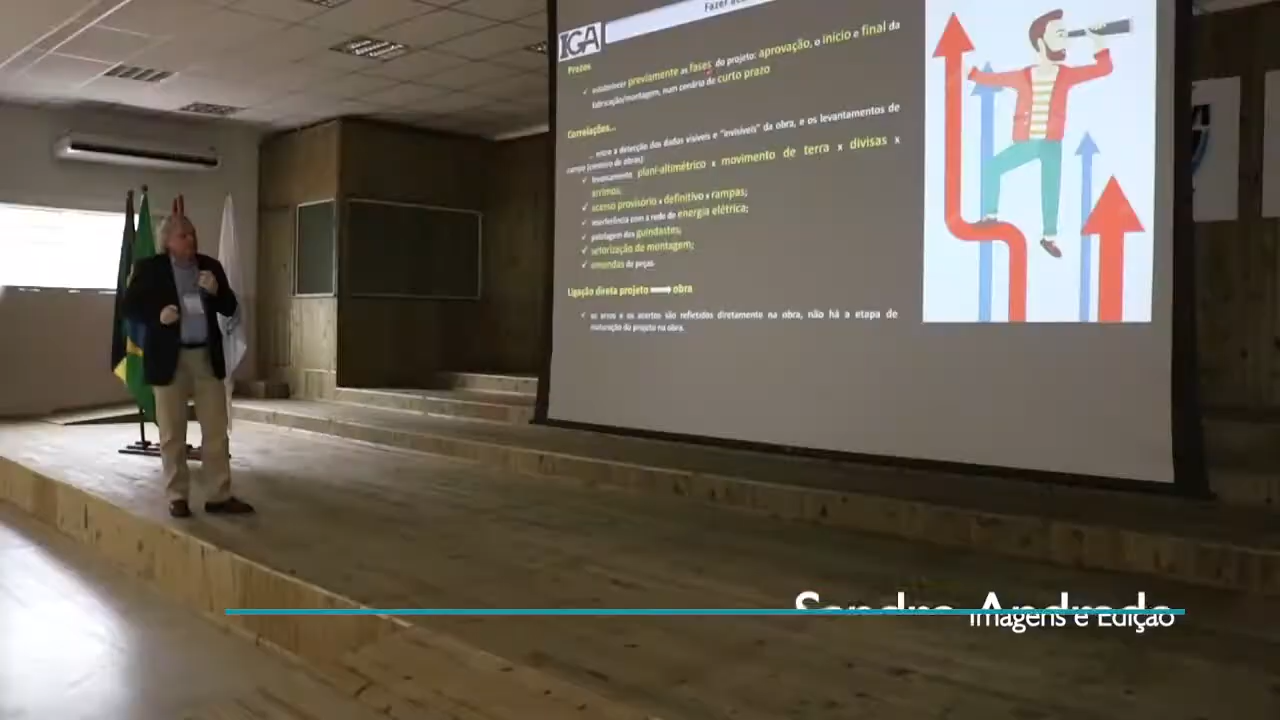 Fazer
IGA
Prazos
✓ estabelecer previamente as fases do projeto: aprovação, o início e final da
fabricação/montagem, num cenário de curto prazo
Correlações...
... entre a detecção dos dados visíveis e "invisíveis" da obra, e os levantamentos de
campo (canteiro de obras)
✓ levantamento plani-altimétrico x movimento de terra x divisas x
arrimos;
✓ acesso provisório x definitivo x rampas;
✓ interferência com a rede de energia elétrica;
✓ patolagem dos guindastes;
✓ setorização de montagem;
✓ emendas de peças.
Ligação direta projeto obra
✓ os erros e os acertos são refletidos diretamente na obra, não há a etapa de
maturação do projeto na obra.
Sandro Andrade
Imagens e Edição